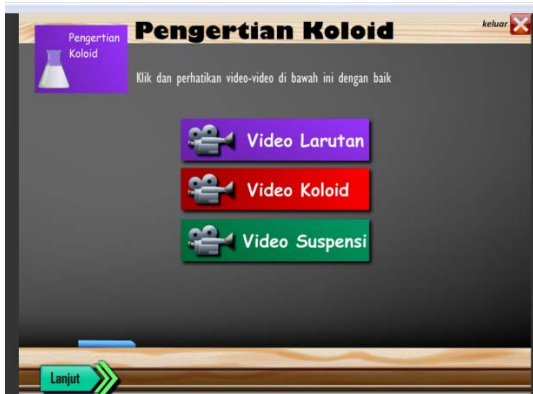 Pengertian Koloid
keluar
Pengertian
Koloid
Klik dan perhatikan video-video di bawah ini dengan baik
Video Larutan
Video Koloid
Video Suspensi
Lanjut